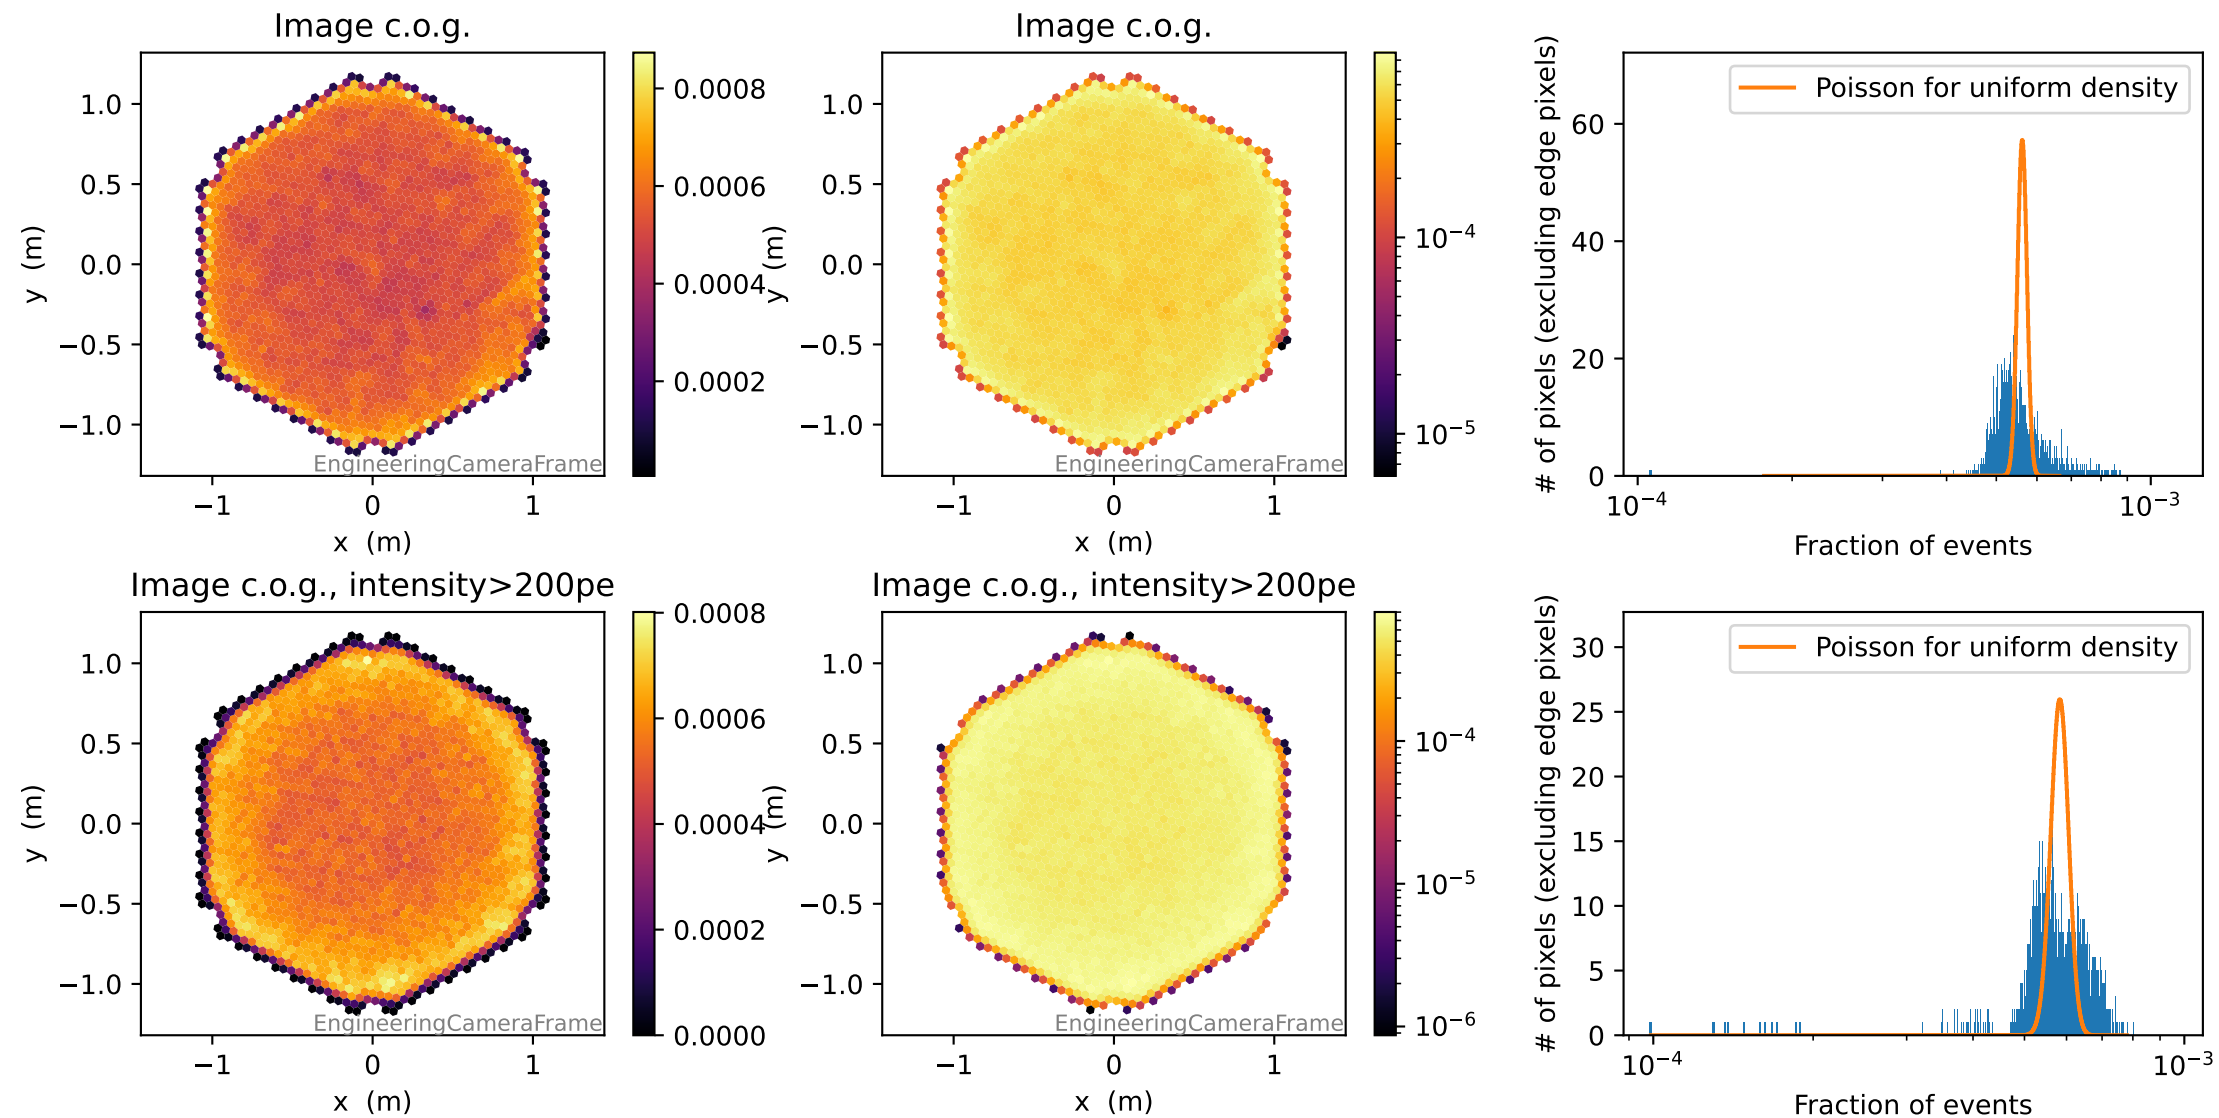 Image c.o.g.
1.0
0.5
0.0
−0.5
−1.0
y (m)
−1
0
1
x (m)
EngineeringCameraFrame
0.0008
0.0006
0.0004
0.0002
Image c.o.g.
1.0
0.5
0.0
−0.5
−1.0
y (m)
−1
0
1
x (m)
EngineeringCameraFrame
10⁻⁴
10⁻⁵
Poisson for uniform density
# of pixels (excluding edge pixels)
60
40
20
0
10⁻⁴
10⁻³
Fraction of events
Image c.o.g., intensity>200pe
1.0
0.5
0.0
−0.5
−1.0
y (m)
−1
0
1
x (m)
EngineeringCameraFrame
0.0008
0.0006
0.0004
0.0002
0.0000
Image c.o.g., intensity>200pe
1.0
0.5
0.0
−0.5
−1.0
y (m)
−1
0
1
x (m)
EngineeringCameraFrame
10⁻⁴
10⁻⁵
10⁻⁶
Poisson for uniform density
# of pixels (excluding edge pixels)
30
25
20
15
10
5
0
10⁻⁴
10⁻³
Fraction of events